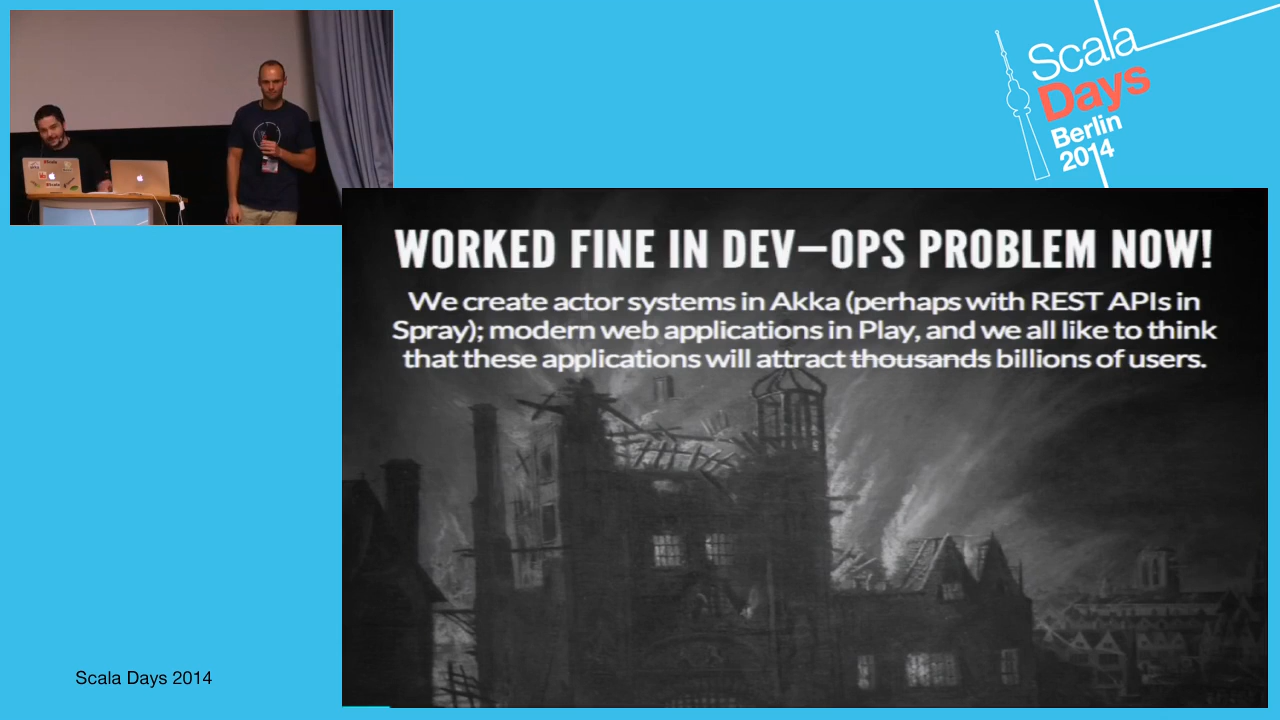 Scala
Days
Berlin
2014
WORKED FINE IN DEV—OPS PROBLEM NOW!
We create actor systems in Akka (perhaps with REST APIs in
Spray); modern web applications in Play, and we all like to think
that these applications will attract thousands billions of users.
Scala Days 2014